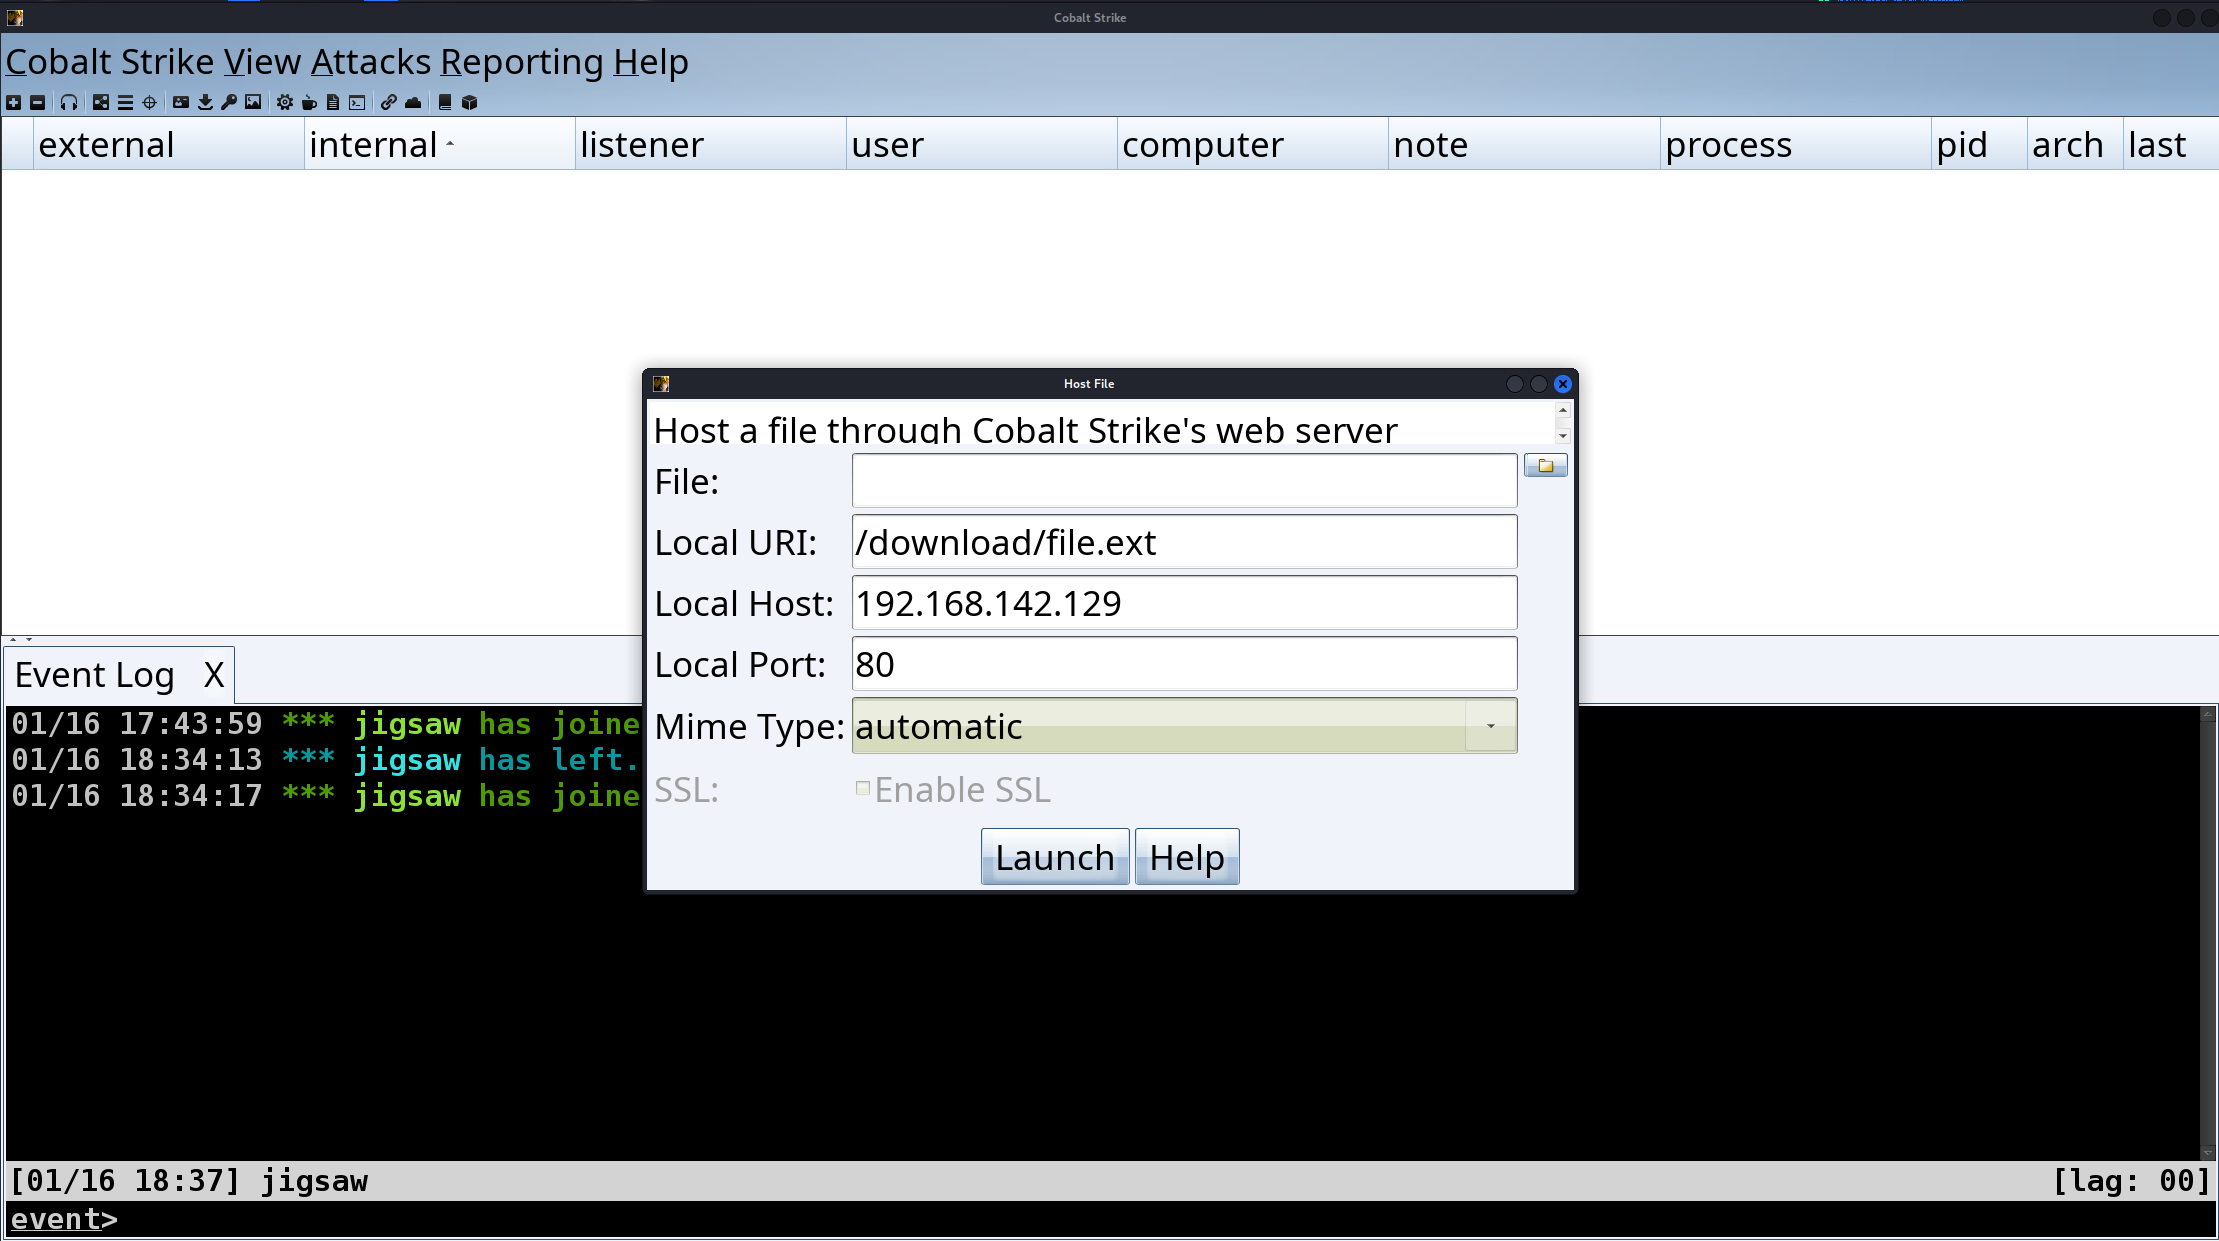 Cobalt Strike
Cobalt Strike View Attacks Reporting Help
external internal listener user computer note process pid arch last
Host File
Host a file through Cobalt Strike's web server
File:
Local URI: /download/file.ext
Local Host: 192.168.142.129
Local Port: 80
Mime Type: automatic
SSL: Enable SSL
Launch Help
Event Log X
01/16 17:43:59 *** jigsaw has joine
01/16 18:34:13 *** jigsaw has left.
01/16 18:34:17 *** jigsaw has joine
[01/16 18:37] jigsaw [lag: 00]
event>